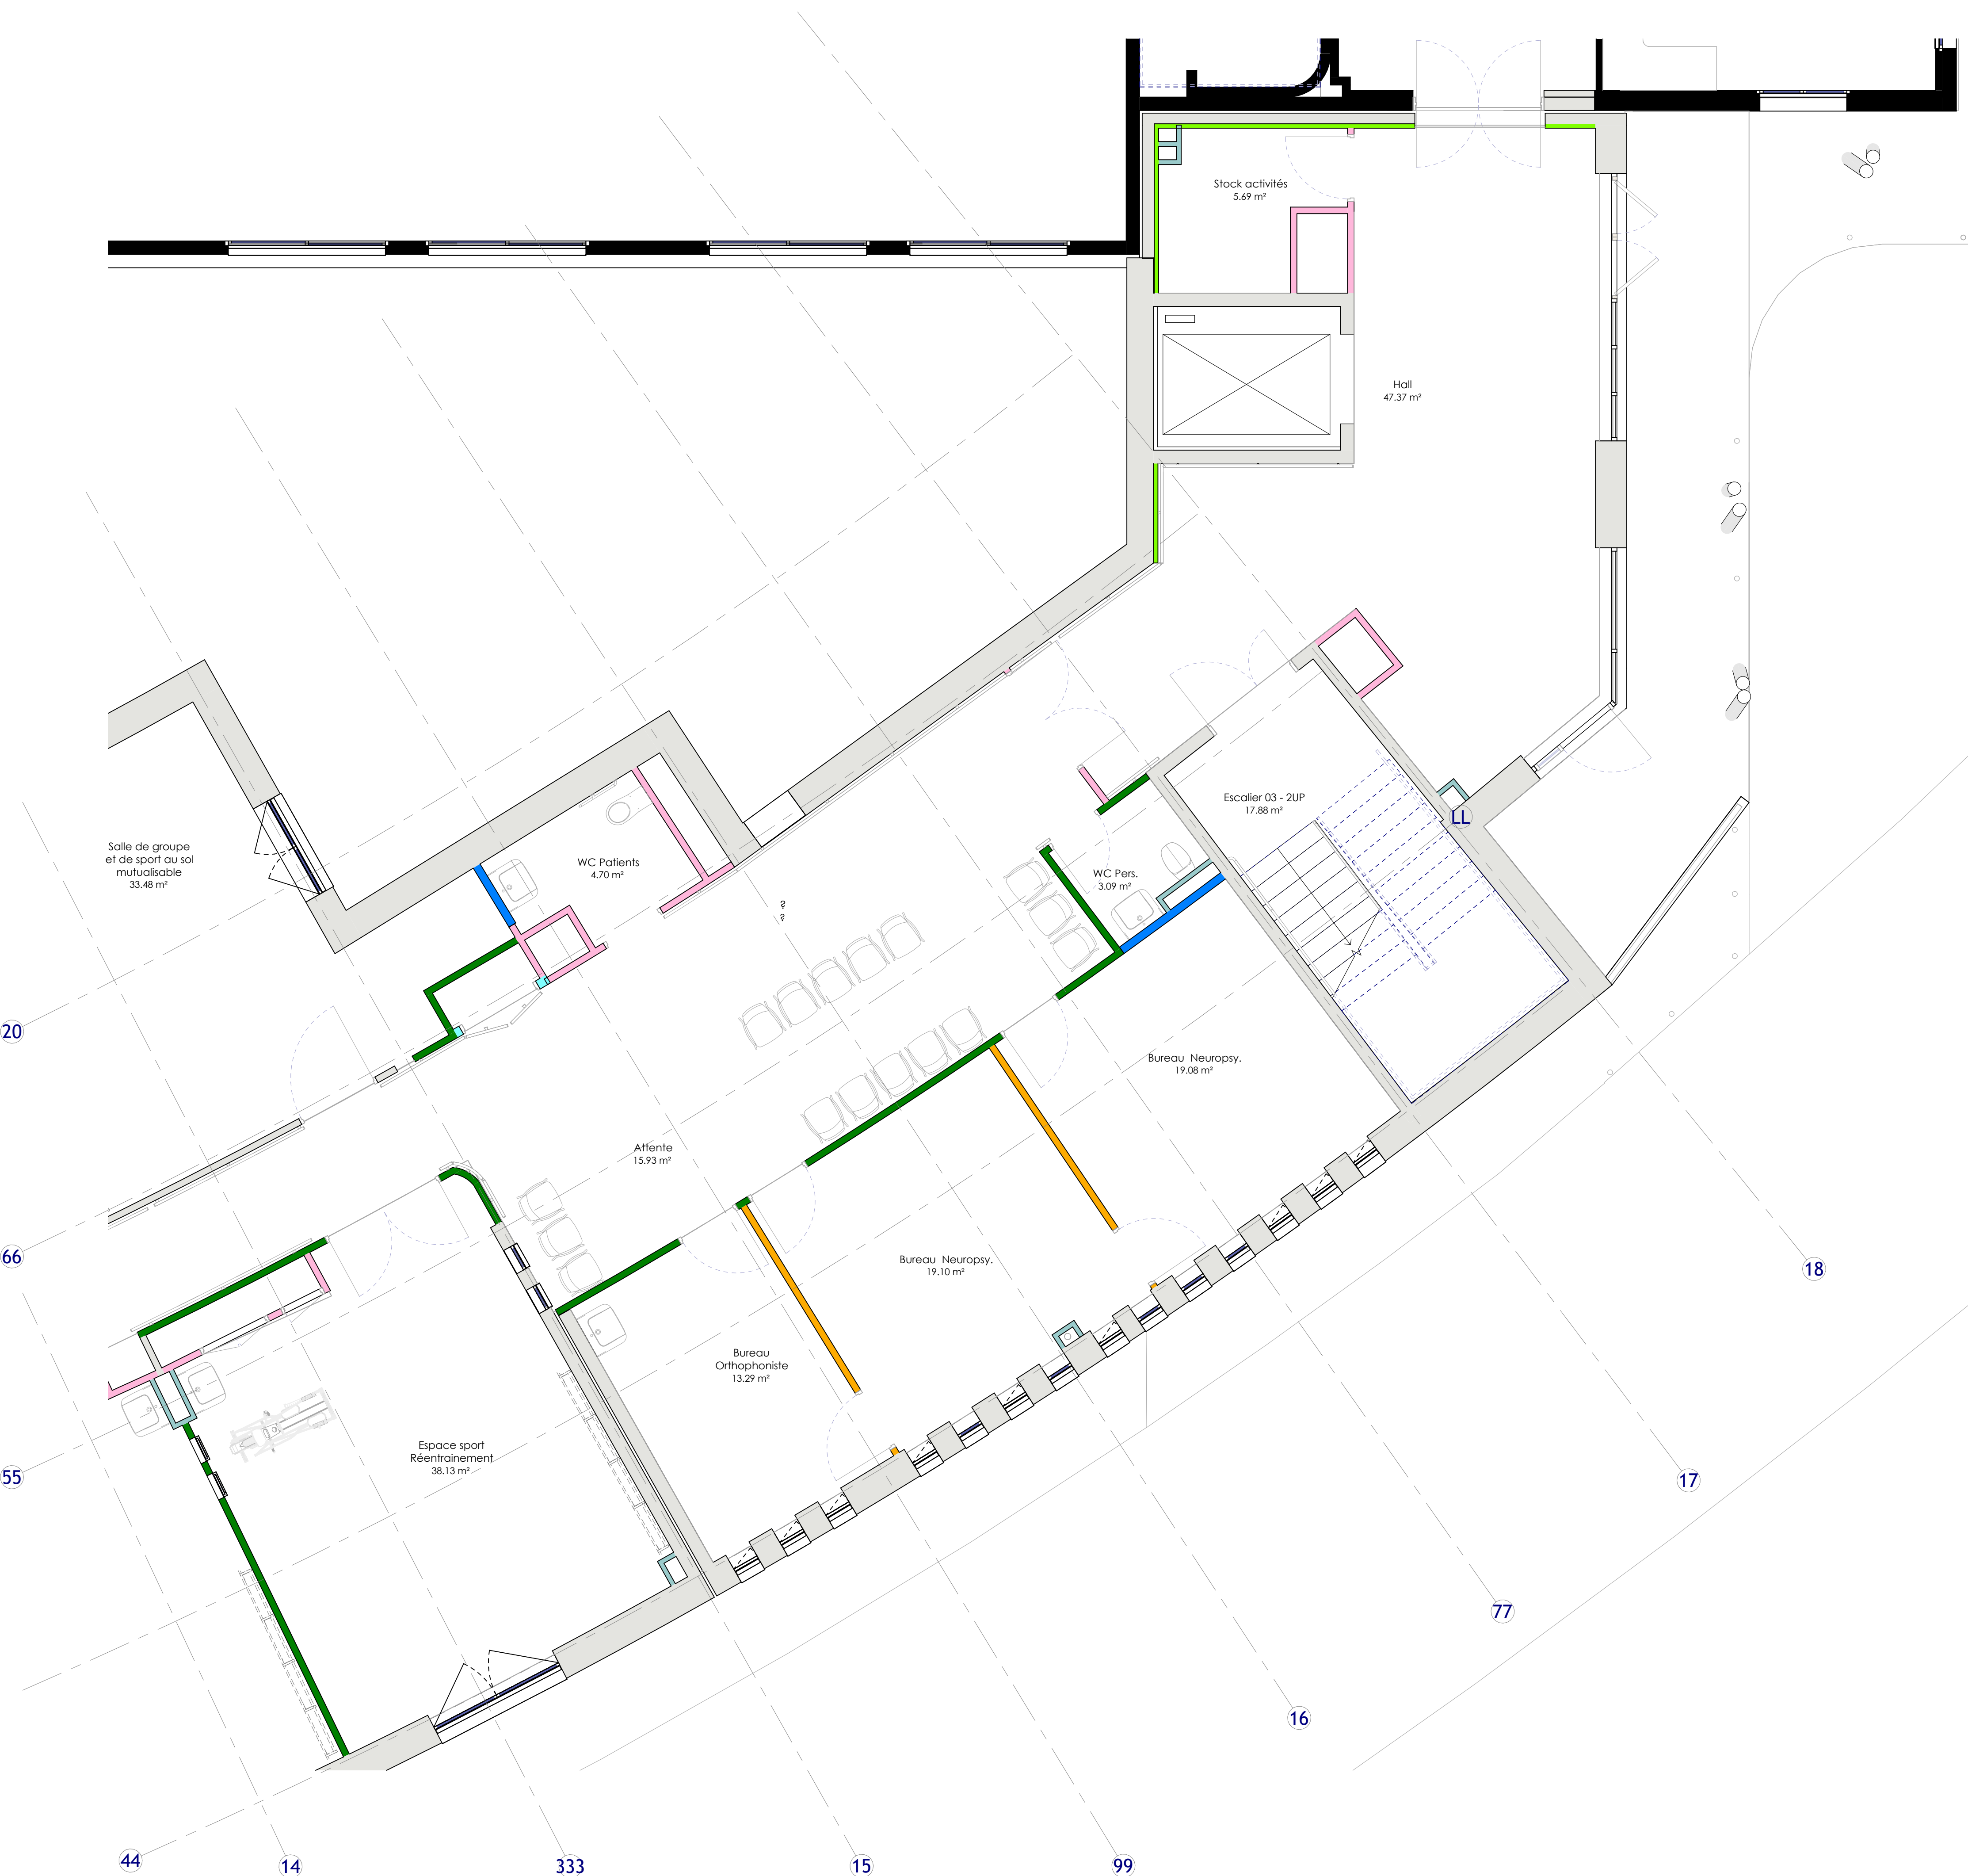 Stock activités
5.69 m²
Hall
47.37 m²
Escalier 03 - 2UP
17.88 m²
LL
Salle de groupe
et de sport au sol
mutualisable
33.48 m²
WC Patients
4.70 m²
WC Pers.
3.09 m²
?
?
20
Bureau  Neuropsy.
19.08 m²
Attente
15.93 m²
66
Bureau  Neuropsy.
19.10 m²
18
Bureau
Orthophoniste
13.29 m²
Espace sport
Réentrainement
38.13 m²
55
17
77
16
44
14
333
15
99